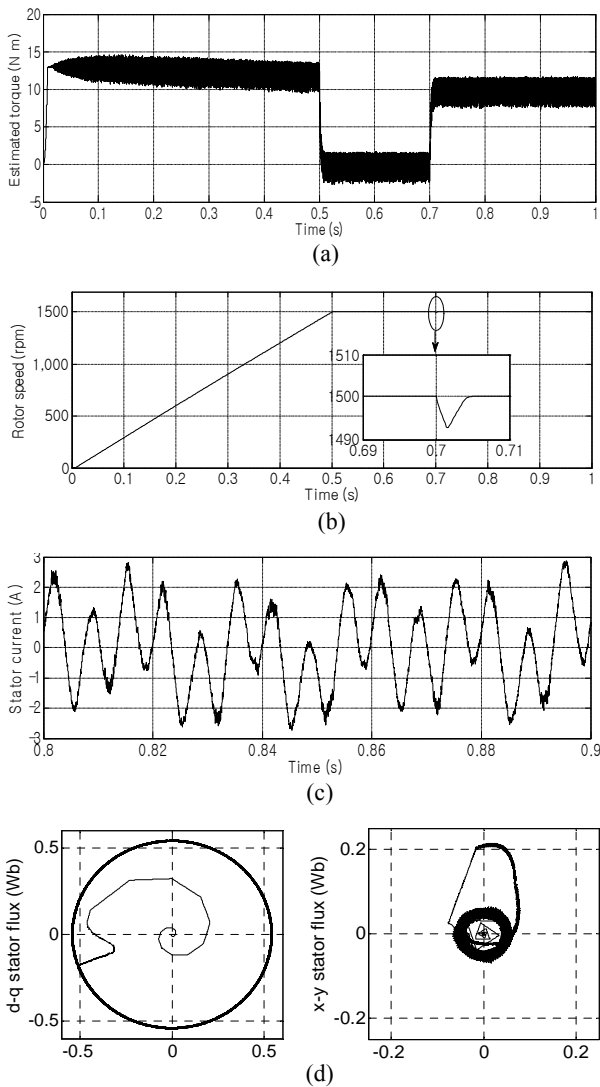 20
15
10
5
0
-5
Estimated torque (N m)
0 0.1 0.2 0.3 0.4 0.5 0.6 0.7 0.8 0.9 1
Time (s)
(a)
1500
1,000
500
0
Rotor speed (rpm)
1510
1500
1490
0.69 0.7 0.71
0 0.1 0.2 0.3 0.4 0.5 0.6 0.7 0.8 0.9 1
Time (s)
(b)
3
2
1
0
-1
-2
-3
Stator current (A)
0.8 0.82 0.84 0.86 0.88 0.9
Time (s)
(c)
0.5
0
-0.5
d-q stator flux (Wb)
-0.5 0 0.5
0.2
0
-0.2
x-y stator flux (Wb)
-0.2 0 0.2
(d)